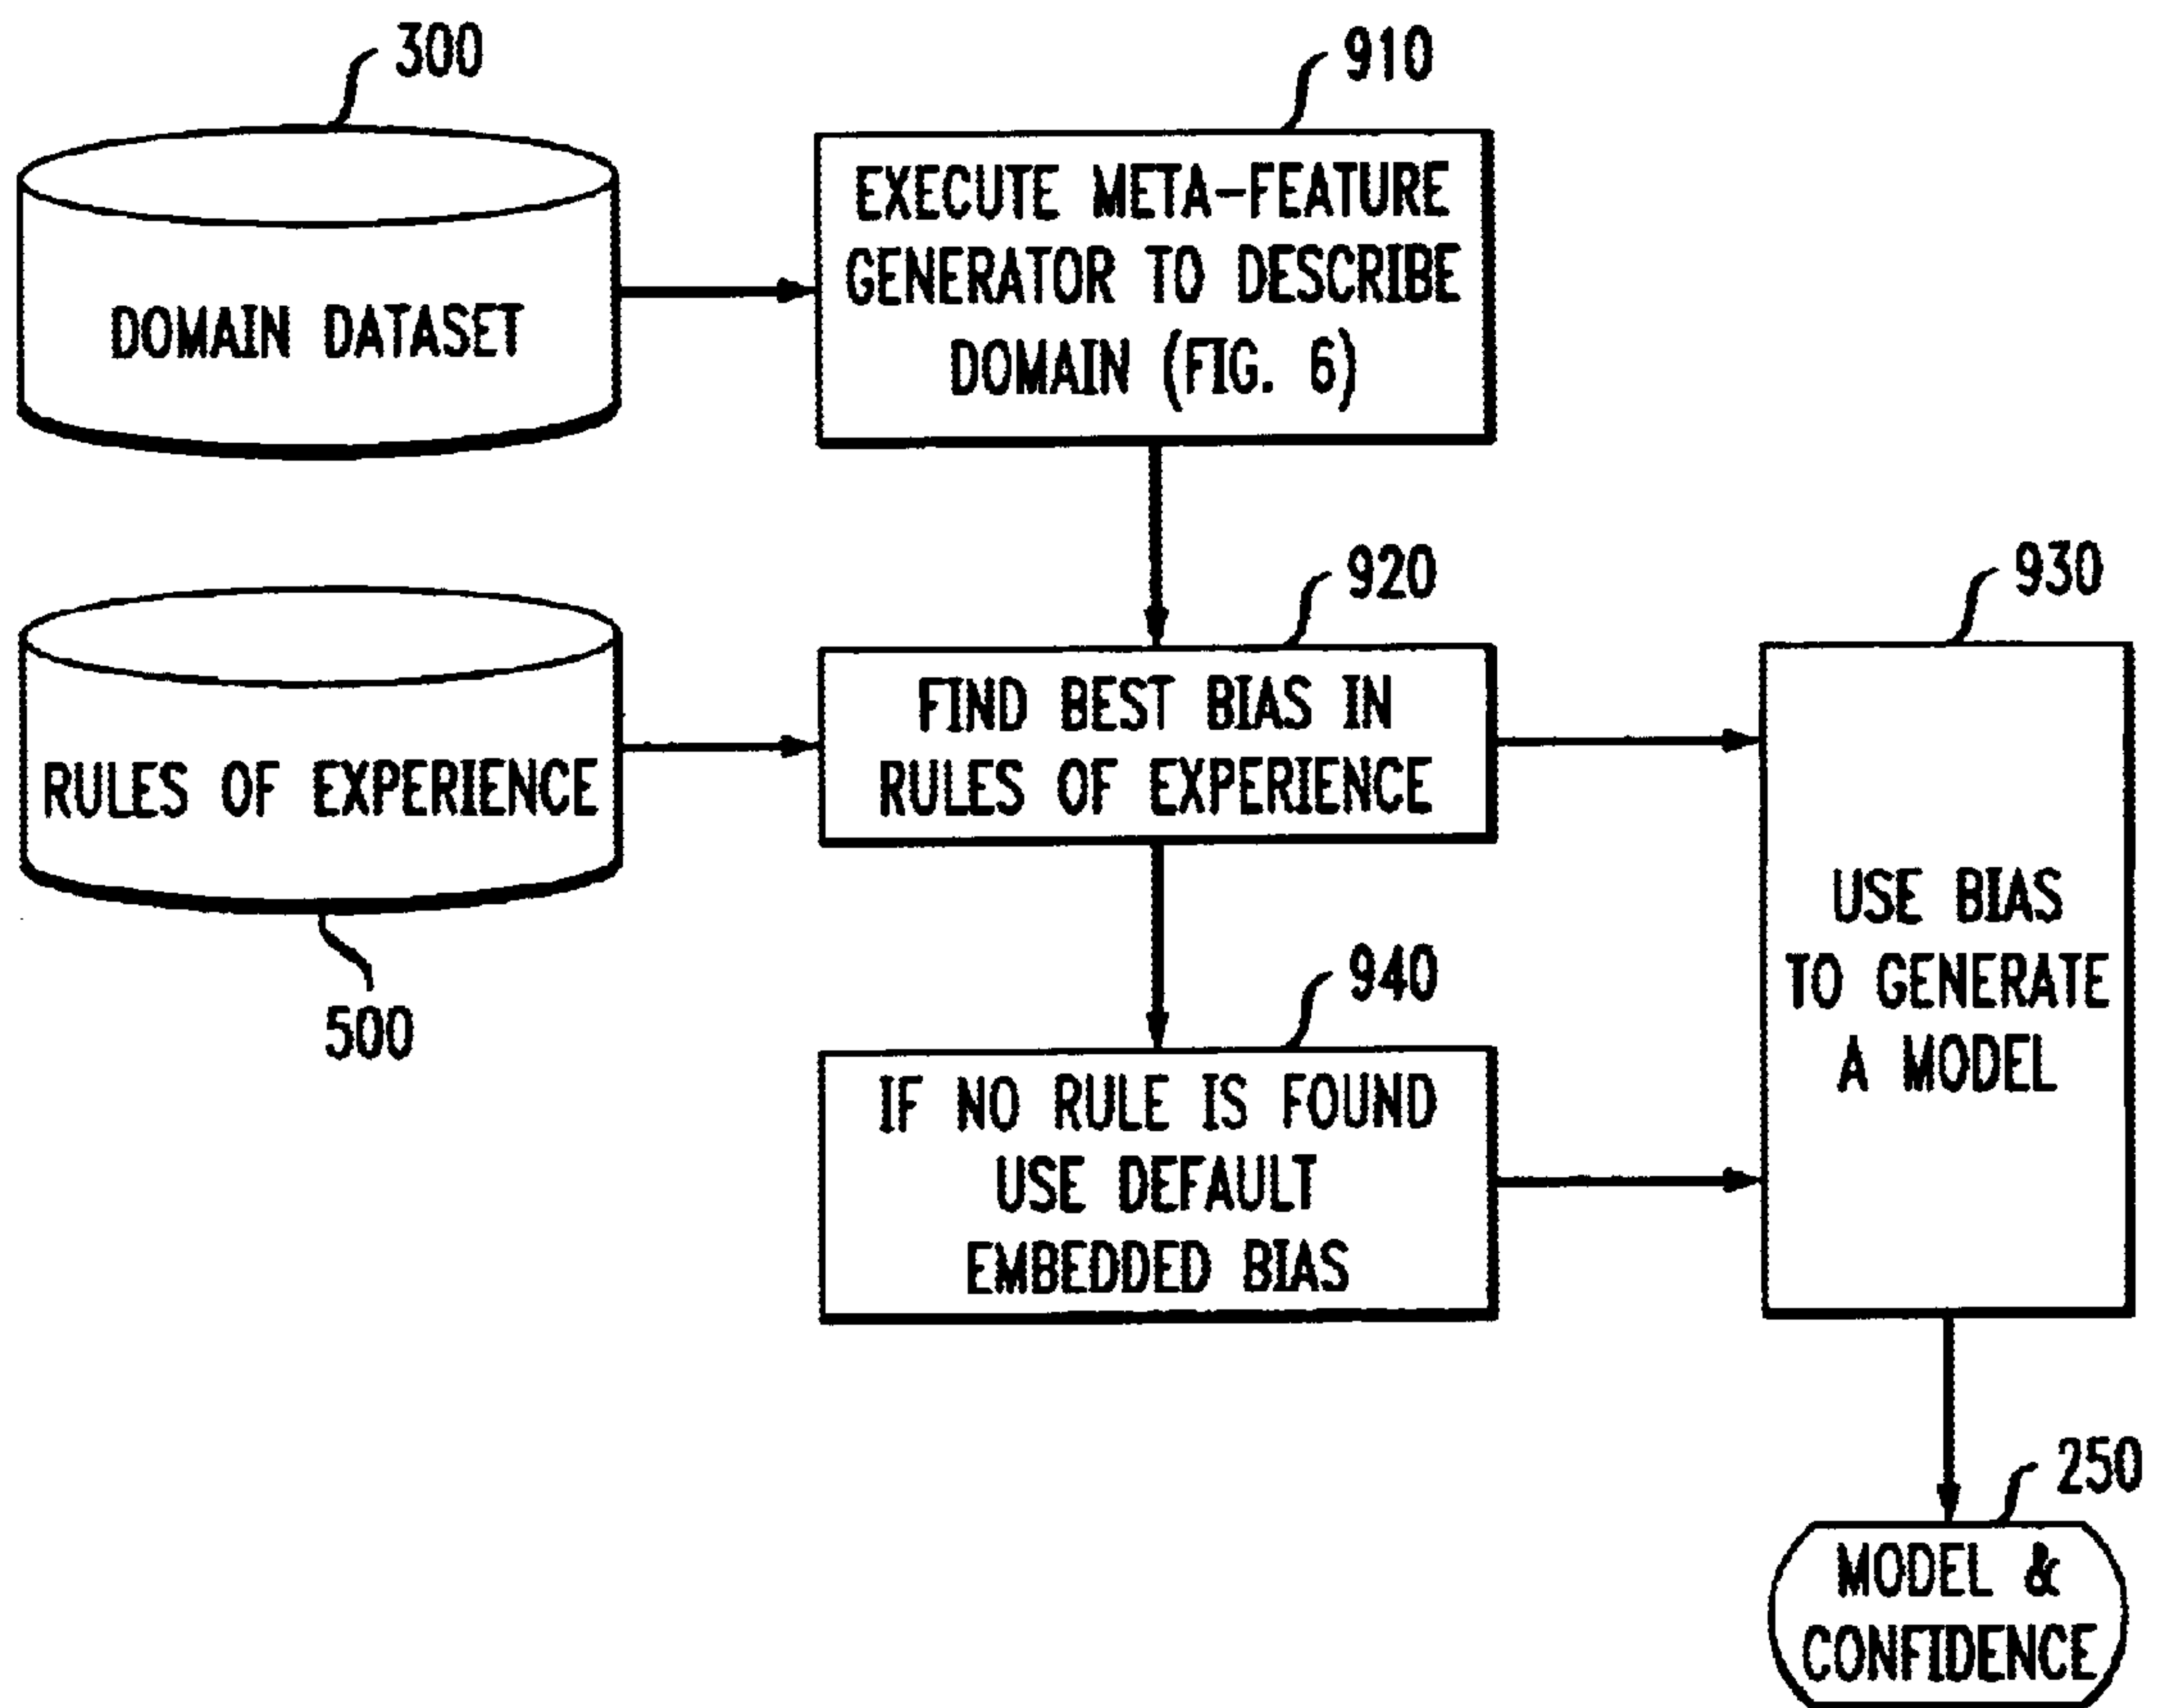 300
DOMAIN DATASET
910
EXECUTE META-FEATURE
GENERATOR TO DESCRIBE
DOMAIN (FIG. 6)
RULES OF EXPERIENCE
500
920
FIND BEST BIAS IN
RULES OF EXPERIENCE
940
IF NO RULE IS FOUND
USE DEFAULT
EMBEDDED BIAS
930
USE BIAS
TO GENERATE
A MODEL
250
MODEL &
CONFIDENCE